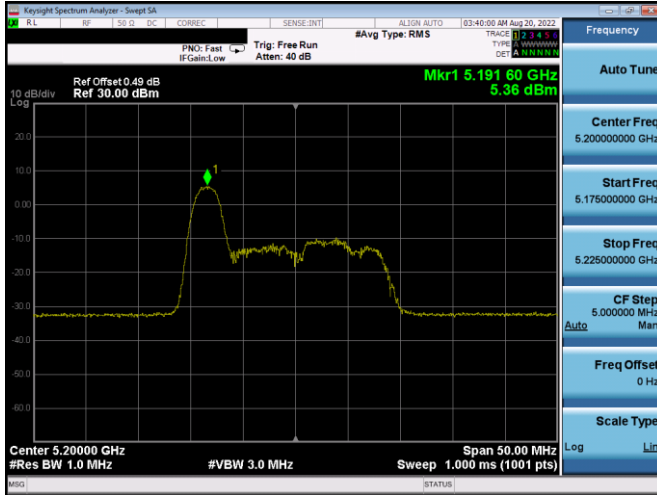 Keysight Spectrum Analyzer - Swept SA
RL RF 50 Ω DC CORREC SENSE:INT ALIGN AUTO 03:40:00 AM Aug 20, 2022
#Avg Type: RMS
TRACE 1 2 3 4 5 6
TYPE A WWWWW
DET A N N N N N
PNO: Fast
IFGain:Low
Trig: Free Run
Atten: 40 dB
Ref Offset 0.49 dB
Ref 30.00 dBm
10 dB/div
Log
Mkr1 5.191 60 GHz
5.36 dBm
1
20.0
10.0
0.00
-10.0
-20.0
-30.0
-40.0
-50.0
-60.0
Center 5.20000 GHz
#Res BW 1.0 MHz
#VBW 3.0 MHz
Span 50.00 MHz
Sweep 1.000 ms (1001 pts)
MSG
STATUS
Frequency
Auto Tune
Center Freq
5.200000000 GHz
Start Freq
5.175000000 GHz
Stop Freq
5.225000000 GHz
CF Step
5.000000 MHz
Auto Man
Freq Offset
0 Hz
Scale Type
Log Lin